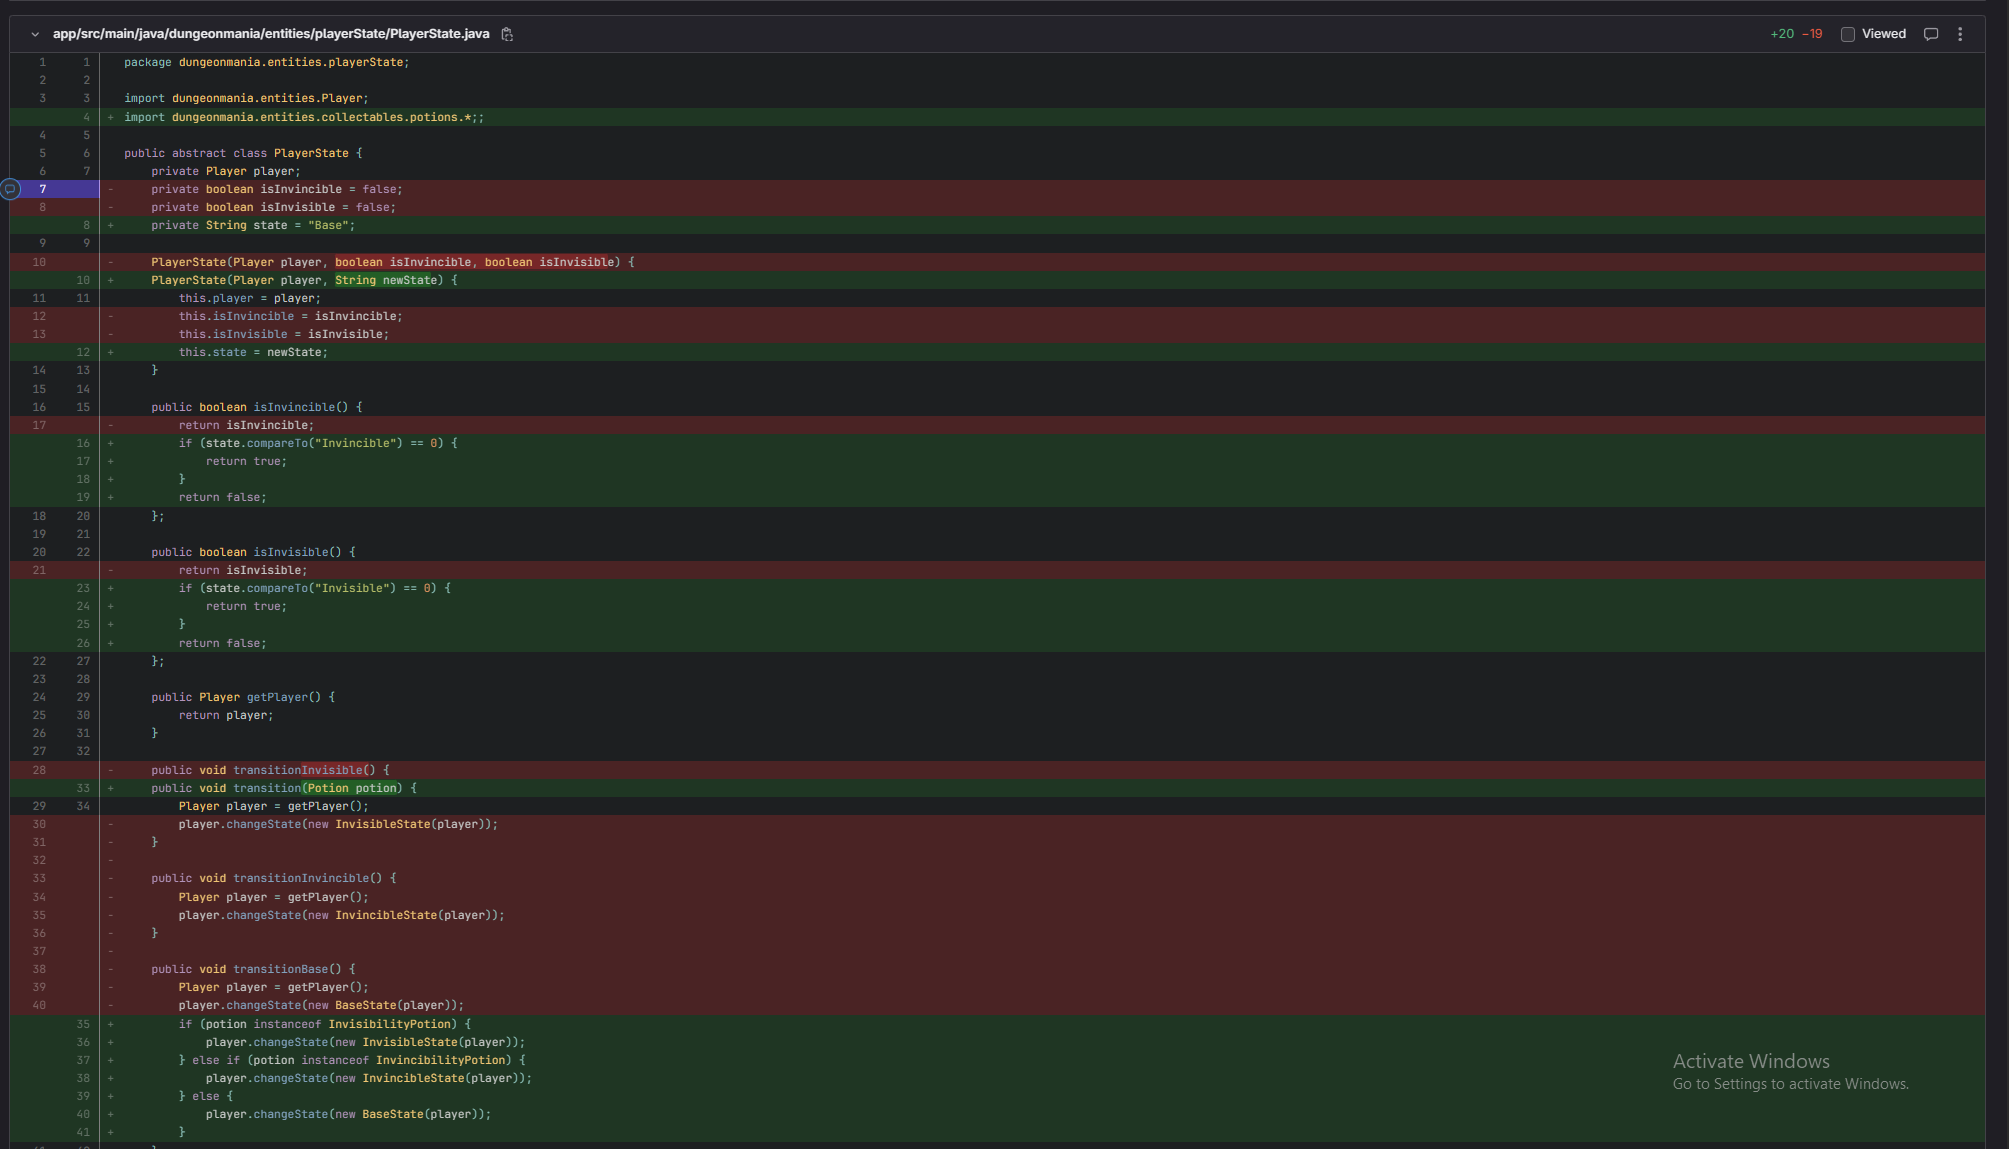 app/src/main/java/dungeonmania/entities/playerState/PlayerState.java +20 −19 Viewed
1 1 package dungeonmania.entities.playerState;
2 2
3 3 import dungeonmania.entities.Player;
4 + import dungeonmania.entities.collectables.potions.*;;
4 5
5 6 public abstract class PlayerState {
6 7 private Player player;
7 - private boolean isInvincible = false;
8 - private boolean isInvisible = false;
8 + private String state = "Base";
9 9
10 - PlayerState(Player player, boolean isInvincible, boolean isInvisible) {
10 + PlayerState(Player player, String newState) {
11 11 this.player = player;
12 - this.isInvincible = isInvincible;
13 - this.isInvisible = isInvisible;
12 + this.state = newState;
14 13 }
15 14
16 15 public boolean isInvincible() {
17 - return isInvincible;
16 + if (state.compareTo("Invincible") == 0) {
17 + return true;
18 + }
19 + return false;
18 20 };
19 21
20 22 public boolean isInvisible() {
21 - return isInvisible;
23 + if (state.compareTo("Invisible") == 0) {
24 + return true;
25 + }
26 + return false;
22 27 };
23 28
24 29 public Player getPlayer() {
25 30 return player;
26 31 }
27 32
28 - public void transitionInvisible() {
33 + public void transition(Potion potion) {
29 34 Player player = getPlayer();
30 - player.changeState(new InvisibleState(player));
31 - }
32 -
33 - public void transitionInvincible() {
34 - Player player = getPlayer();
35 - player.changeState(new InvincibleState(player));
36 - }
37 -
38 - public void transitionBase() {
39 - Player player = getPlayer();
40 - player.changeState(new BaseState(player));
35 + if (potion instanceof InvisibilityPotion) {
36 + player.changeState(new InvisibleState(player));
37 + } else if (potion instanceof InvincibilityPotion) {
38 + player.changeState(new InvincibleState(player));
39 + } else {
40 + player.changeState(new BaseState(player));
41 + }
Activate Windows
Go to Settings to activate Windows.